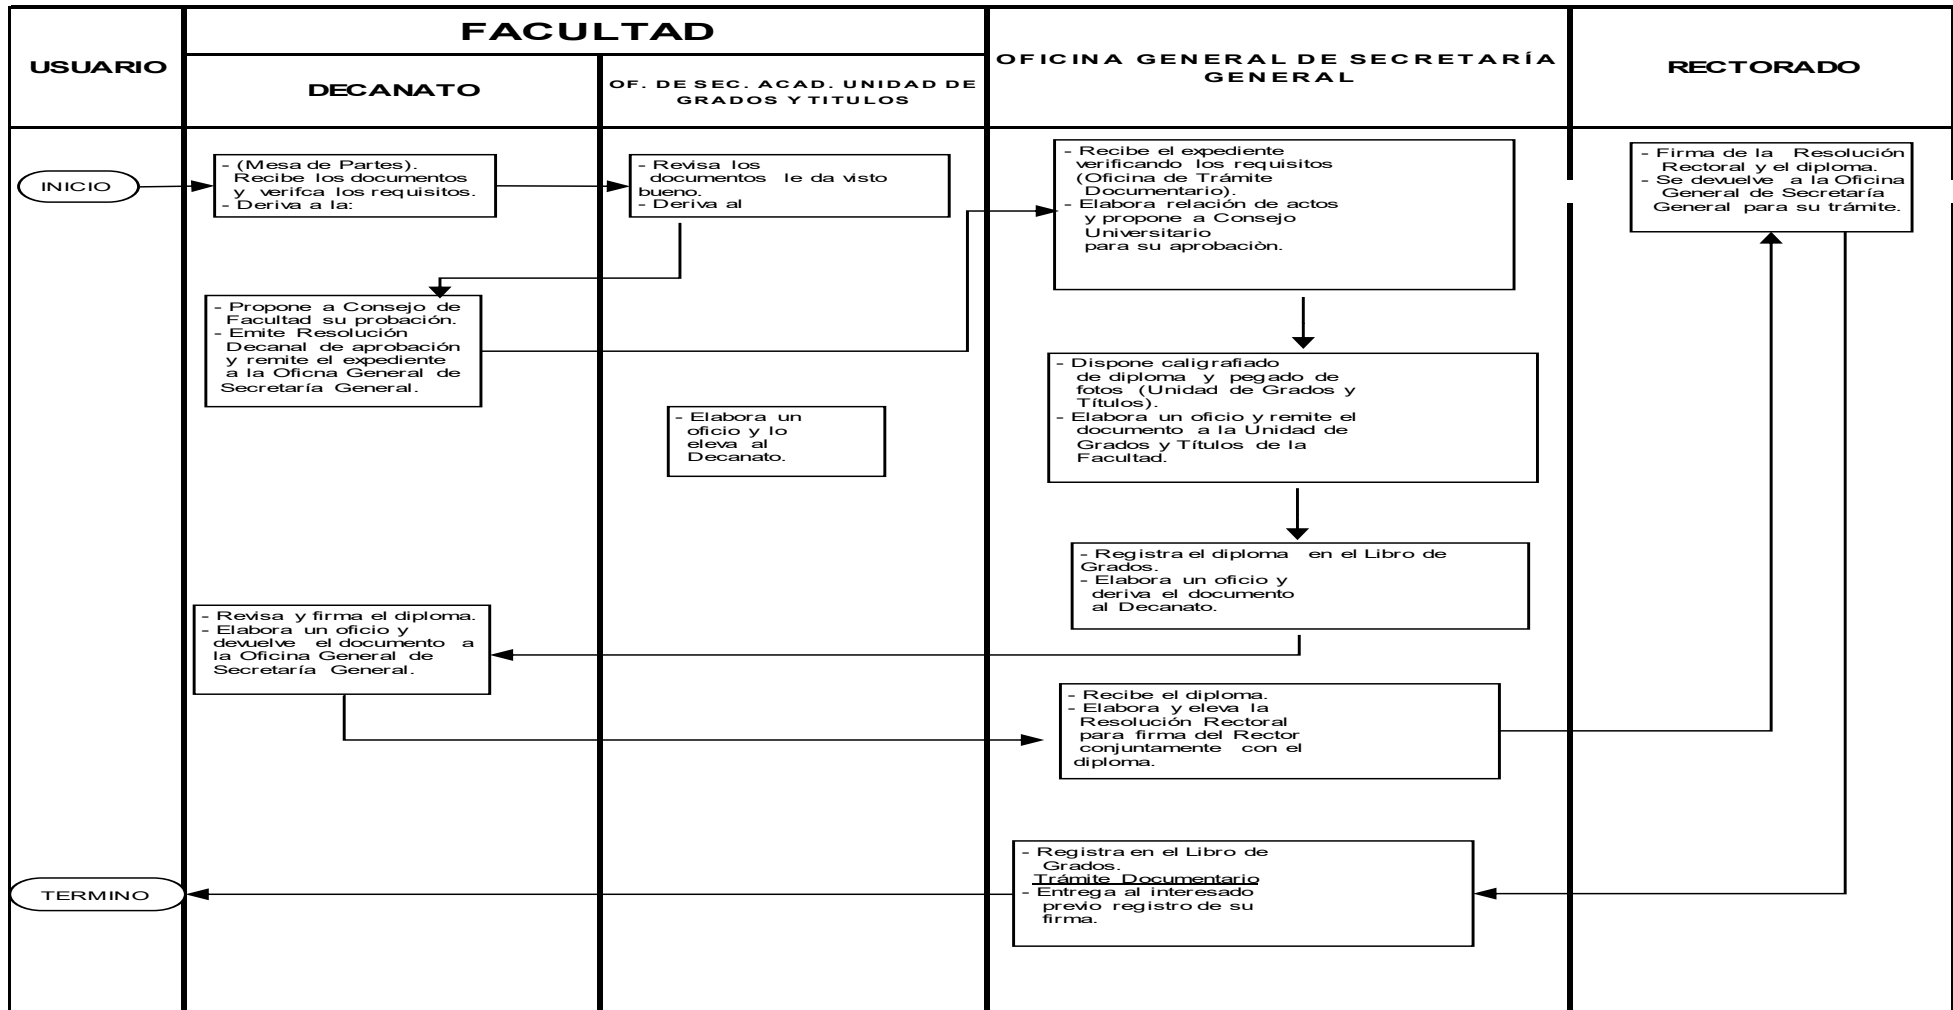 FACULTAD
USUARIO
DECANATO
OF. DE SEC. ACAD. UNIDAD DE
GRADOS Y TITULOS
OFICINA GENERAL DE SECRETARÍA
GENERAL
RECTORADO
INICIO
- (Mesa de Partes).
Recibe los documentos
y verifca los requisitos.
- Deriva a la:
- Revisa los
documentos le da visto
bueno.
- Deriva al
- Recibe el expediente
verificando los requisitos
(Oficina de Trámite
Documentario).
- Elabora relación de actos
y propone a Consejo
Universitario
para su aprobaciòn.
- Firma de la Resolución
Rectoral y el diploma.
- Se devuelve a la Oficina
General de Secretaría
General para su trámite.
- Propone a Consejo de
Facultad su probación.
- Emite Resolución
Decanal de aprobación
y remite el expediente
a la Oficna General de
Secretaría General.
- Dispone caligrafiado
de diploma y pegado de
fotos (Unidad de Grados y
Títulos).
- Elabora un oficio y remite el
documento a la Unidad de
Grados y Títulos de la
Facultad.
- Elabora un
oficio y lo
eleva al
Decanato.
- Registra el diploma en el Libro de
Grados.
- Elabora un oficio y
deriva el documento
al Decanato.
- Revisa y firma el diploma.
- Elabora un oficio y
devuelve el documento a
la Oficina General de
Secretaría General.
- Recibe el diploma.
- Elabora y eleva la
Resolución Rectoral
para firma del Rector
conjuntamente con el
diploma.
- Registra en el Libro de
Grados.
Trámite Documentario
- Entrega al interesado
previo registro de su
firma.
TERMINO